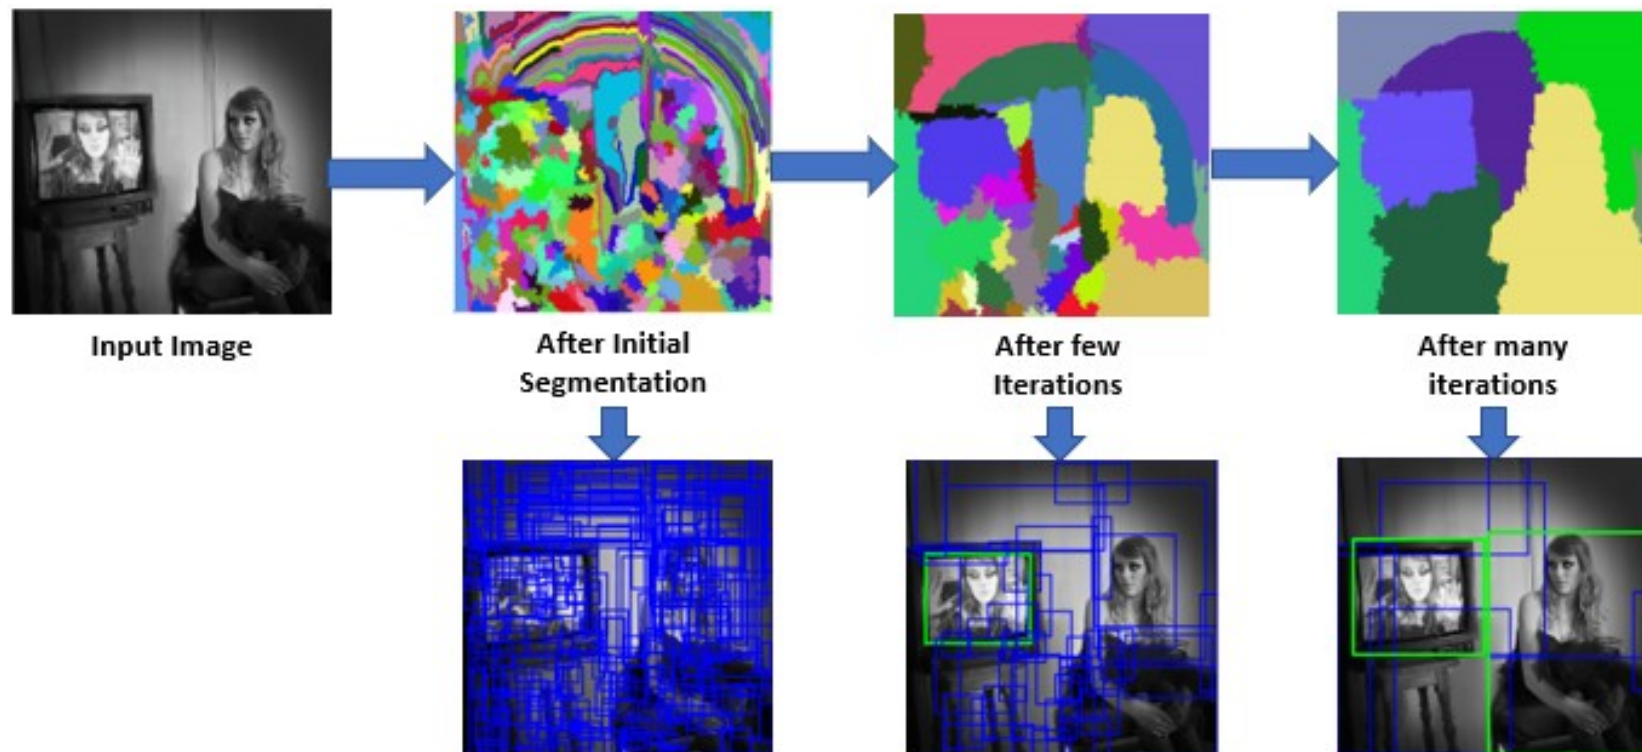 Input Image
After Initial
Segmentation
After few
Iterations
After many
iterations